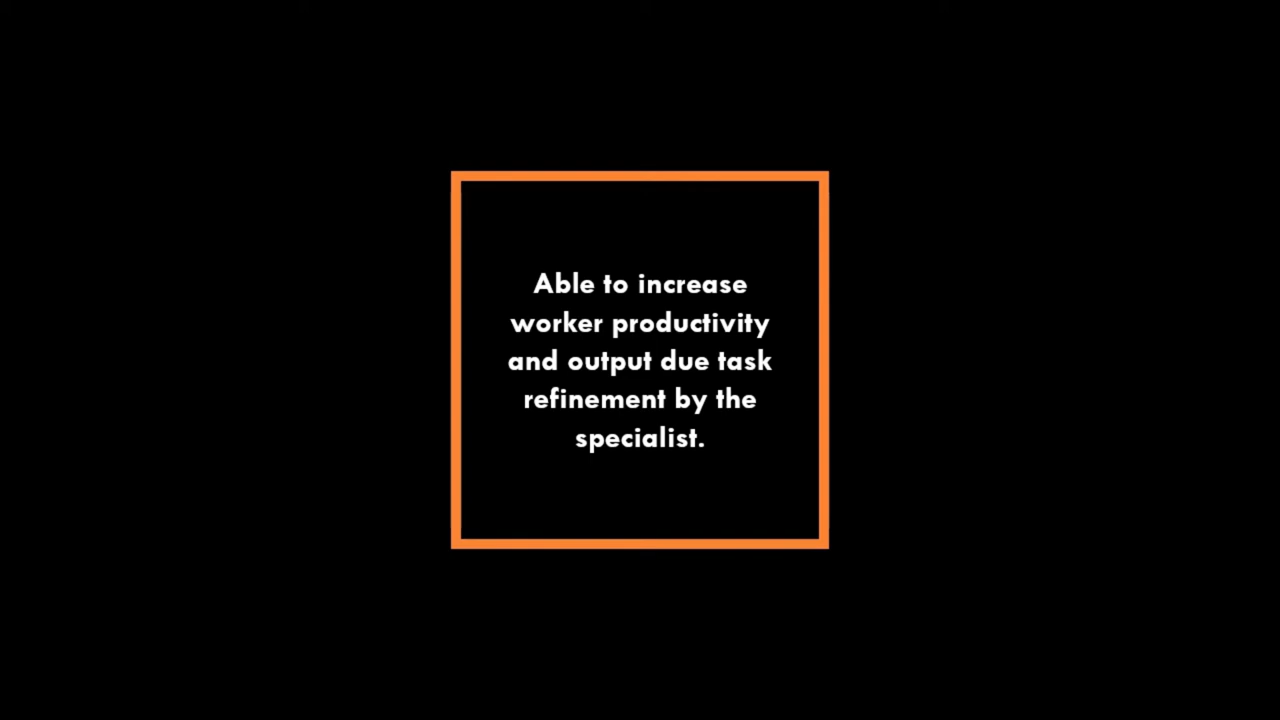 Able to increase
worker productivity
and output due task
refinement by the
specialist.